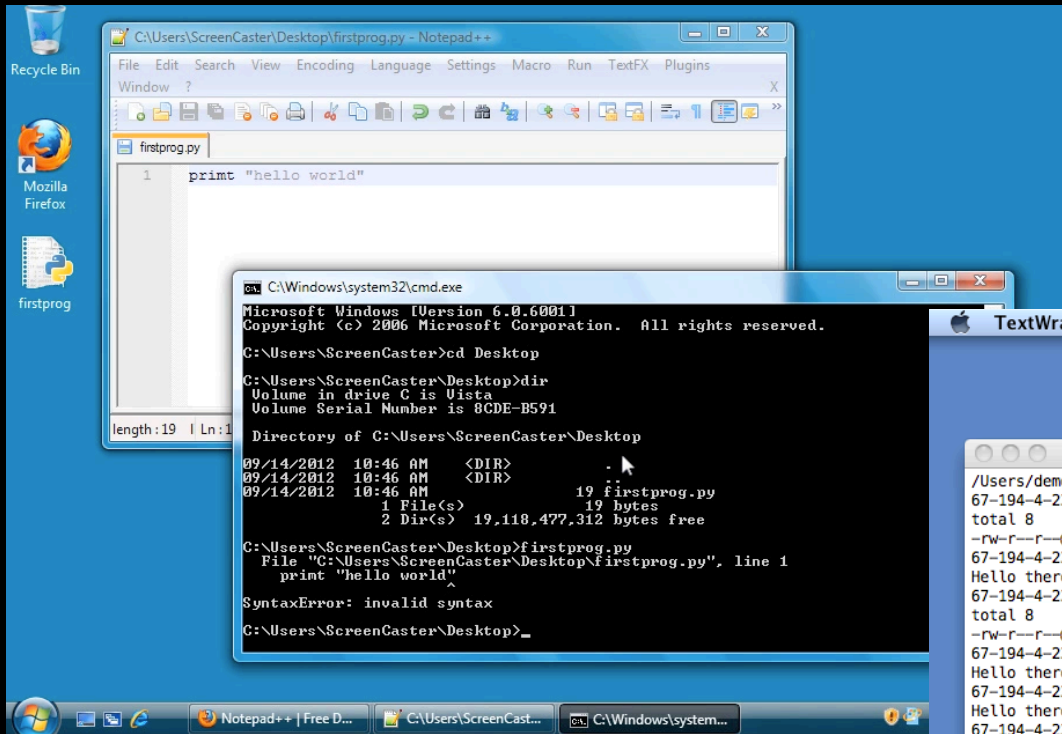 Recycle Bin
Mozilla
Firefox
firstprog
C:\Users\ScreenCaster\Desktop\firstprog.py - Notepad++
File Edit Search View Encoding Language Settings Macro Run TextFX Plugins
Window ? X
firstprog.py
1 primt "hello world"
length : 19 Ln : 1
C:\Windows\system32\cmd.exe
Microsoft Windows [Version 6.0.6001]
Copyright (c) 2006 Microsoft Corporation. All rights reserved.
C:\Users\ScreenCaster>cd Desktop
C:\Users\ScreenCaster\Desktop>dir
Volume in drive C is Vista
Volume Serial Number is 8CDE-B591
Directory of C:\Users\ScreenCaster\Desktop
09/14/2012 10:46 AM <DIR> .
09/14/2012 10:46 AM <DIR> ..
09/14/2012 10:46 AM 19 firstprog.py
1 File(s) 19 bytes
2 Dir(s) 19,118,477,312 bytes free
C:\Users\ScreenCaster\Desktop>firstprog.py
File "C:\Users\ScreenCaster\Desktop\firstprog.py", line 1
primt "hello world"
^
SyntaxError: invalid syntax
C:\Users\ScreenCaster\Desktop>_
TextWra
/Users/dem
67-194-4-2
total 8
-rw-r--r--
67-194-4-2
Hello ther
67-194-4-2
total 8
-rw-r--r--
67-194-4-2
Hello ther
67-194-4-2
Hello ther
67-194-4-2
Notepad++ | Free D...
C:\Users\ScreenCast...
C:\Windows\system...